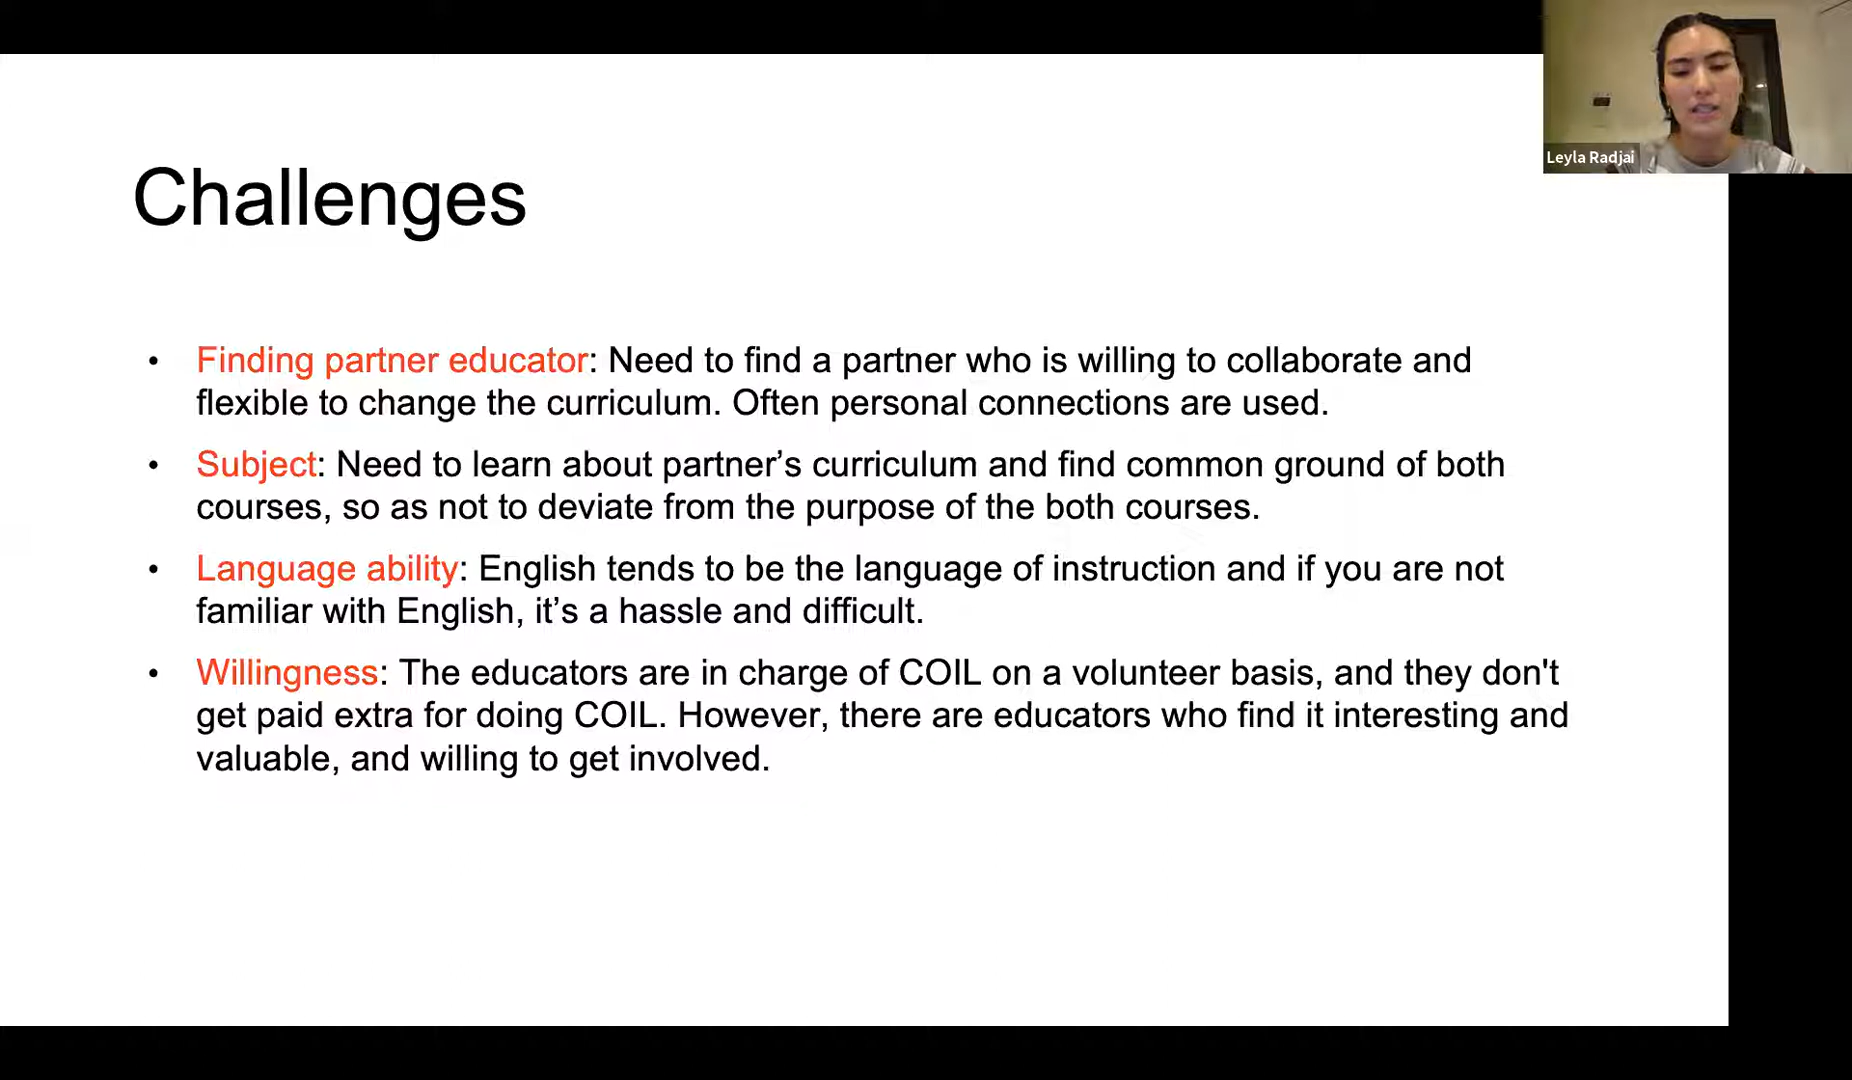 Leyla Radjai
Challenges
• Finding partner educator: Need to find a partner who is willing to collaborate and
flexible to change the curriculum. Often personal connections are used.
• Subject: Need to learn about partner’s curriculum and find common ground of both
courses, so as not to deviate from the purpose of the both courses.
• Language ability: English tends to be the language of instruction and if you are not
familiar with English, it’s a hassle and difficult.
• Willingness: The educators are in charge of COIL on a volunteer basis, and they don't
get paid extra for doing COIL. However, there are educators who find it interesting and
valuable, and willing to get involved.